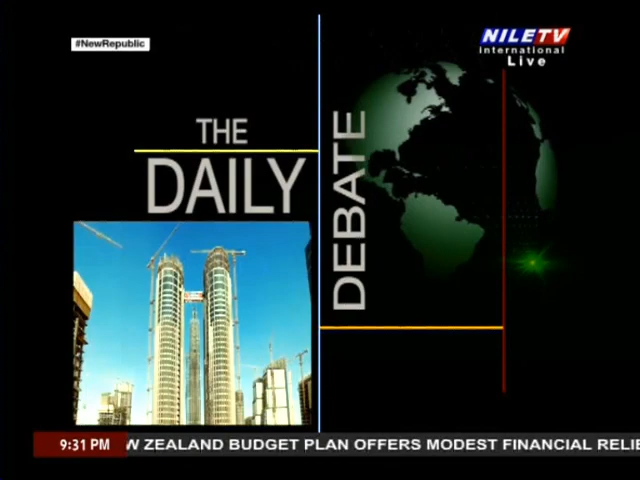 #NewRepublic
NILETV
international
Live
THE
DAILY
DEBATE
9:31 PM
W ZEALAND BUDGET PLAN OFFERS MODEST FINANCIAL RELIE